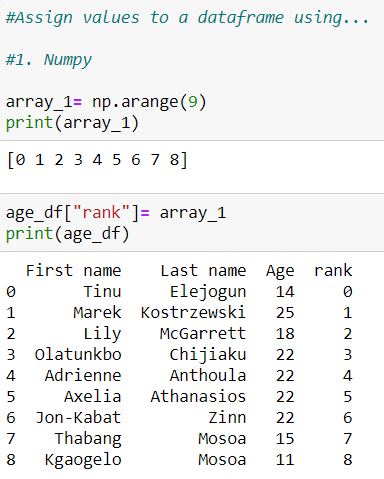 #Assign values to a dataframe using...
#1. Numpy
array_1= np.arange(9)
print(array_1)
[0 1 2 3 4 5 6 7 8]
age_df["rank"]= array_1
print(age_df)
First name Last name Age rank
0 Tinu Elejogun 14 0
1 Marek Kostrzewski 25 1
2 Lily McGarrett 18 2
3 Olatunkbo Chijiaku 22 3
4 Adrienne Anthoula 22 4
5 Axelia Athanasios 22 5
6 Jon-Kabat Zinn 22 6
7 Thabang Mosoa 15 7
8 Kgaogelo Mosoa 11 8